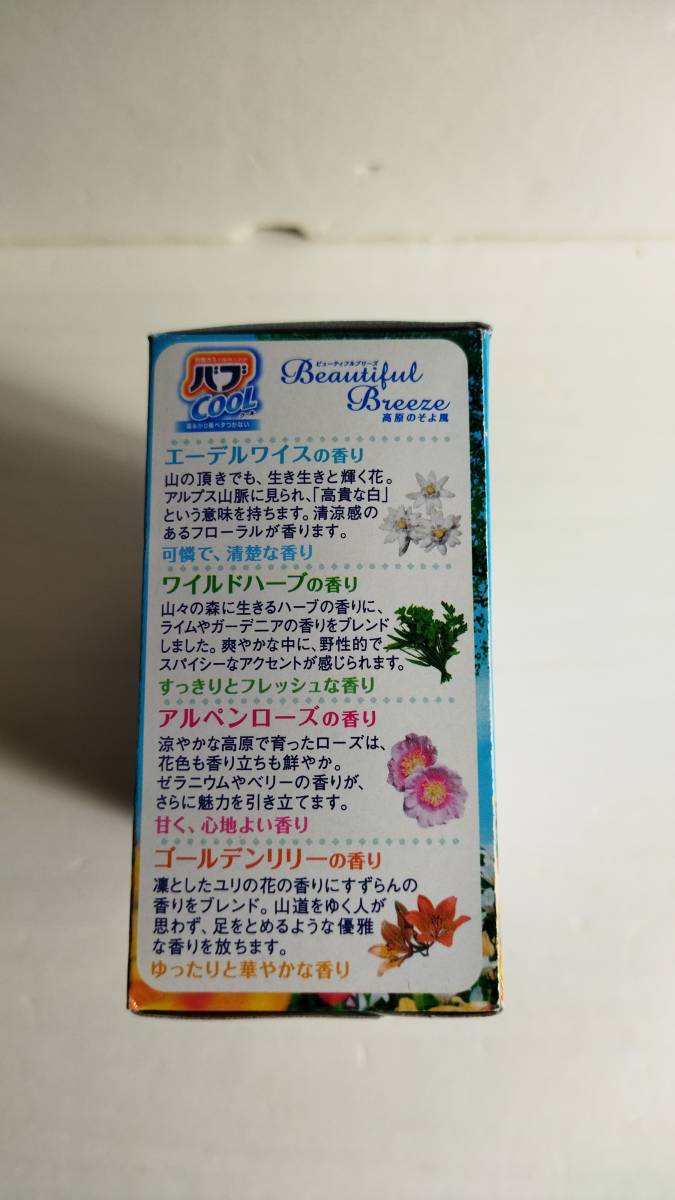 バブ
COOL
クール
湯あがり肌ベタつかない
ビューティフルブリーズ
Beautiful
Breeze
高原のそよ風
エーデルワイスの香り
山の頂きでも、生き生きと輝く花。
アルプス山脈に見られ、「高貴な白」
という意味を持ちます。清涼感の
あるフローラルが香ります。
可憐で、清楚な香り
ワイルドハーブの香り
山々の森に生きるハーブの香りに、
ライムやガーデニアの香りをブレンド
しました。爽やかな中に、野性的で
スパイシーなアクセントが感じられます。
すっきりとフレッシュな香り
アルペンローズの香り
涼やかな高原で育ったローズは、
花色も香り立ちも鮮やか。
ゼラニウムやベリーの香りが、
さらに魅力を引き立てます。
甘く、心地よい香り
ゴールデンリリーの香り
凜としたユリの花の香りにすずらんの
香りをブレンド。山道をゆく人が
思わず、足をとめるような優雅
な香りを放ちます。
ゆったりと華やかな香り